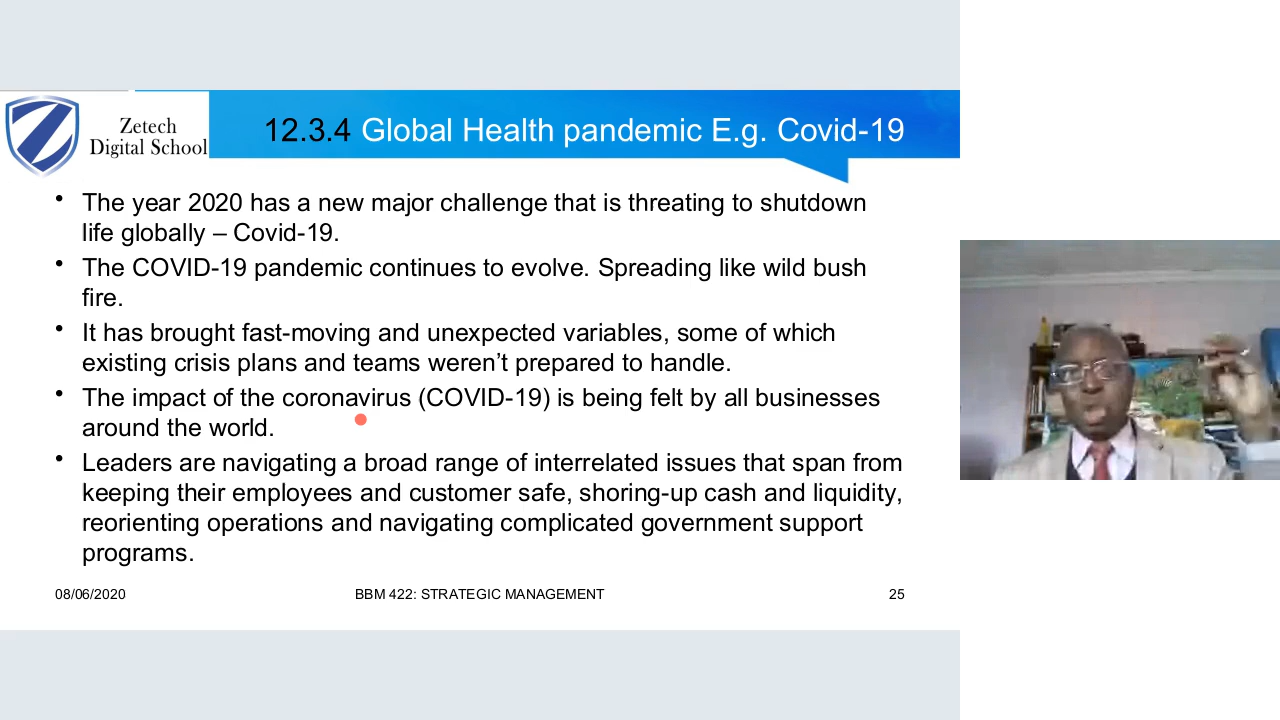 Zetech
Digital School
12.3.4 Global Health pandemic E.g. Covid-19
• The year 2020 has a new major challenge that is threating to shutdown
life globally – Covid-19.
• The COVID-19 pandemic continues to evolve. Spreading like wild bush
fire.
• It has brought fast-moving and unexpected variables, some of which
existing crisis plans and teams weren’t prepared to handle.
• The impact of the coronavirus (COVID-19) is being felt by all businesses
around the world.
• Leaders are navigating a broad range of interrelated issues that span from
keeping their employees and customer safe, shoring-up cash and liquidity,
reorienting operations and navigating complicated government support
programs.
08/06/2020
BBM 422: STRATEGIC MANAGEMENT
25